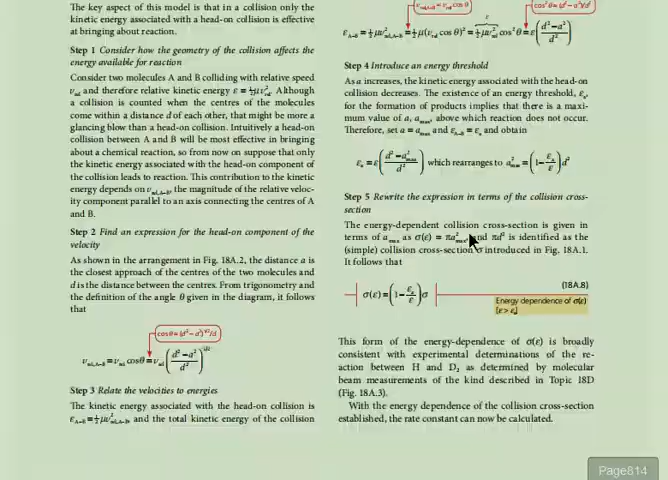 The key aspect of this model is that in a collision only the
kinetic energy associated with a head-on collision is effective
at bringing about reaction.
Step 1 Consider how the geometry of the collision affects the
energy available for reaction
Consider two molecules A and B colliding with relative speed
v_rel and therefore relative kinetic energy ε = ½μv²_rel. Although
a collision is counted when the centres of the molecules
come within a distance d of each other, that might be more a
glancing blow than a head-on collision. Intuitively a head-on
collision between A and B will be most effective in bringing
about a chemical reaction, so from now on suppose that only
the kinetic energy associated with the head-on component of
the collision leads to reaction. This contribution to the kinetic
energy depends on v_rel,A–B, the magnitude of the relative veloc-
ity component parallel to an axis connecting the centres of A
and B.
Step 2 Find an expression for the head-on component of the
velocity
As shown in the arrangement in Fig. 18A.2, the distance a is
the closest approach of the centres of the two molecules and
d is the distance between the centres. From trigonometry and
the definition of the angle θ given in the diagram, it follows
that
cosθ = (d² – a²)^1/2/d
v_rel,A–B = v_rel cosθ = v_rel ((d² – a²)/d²)^1/2
Step 3 Relate the velocities to energies
The kinetic energy associated with the head-on collision is
ε_A–B = ½μv²_rel,A–B, and the total kinetic energy of the collision
v_rel,A–B = v_rel cosθ
cos²θ = (d² – a²)/d²
ε
ε_A–B = ½μv²_rel,A–B = ½μ(v_rel cosθ)² = ½μv²_rel cos²θ = ε((d² – a²)/d²)
Step 4 Introduce an energy threshold
As a increases, the kinetic energy associated with the head-on
collision decreases. The existence of an energy threshold, ε_a,
for the formation of products implies that there is a maxi-
mum value of a, a_max, above which reaction does not occur.
Therefore, set a = a_max and ε_A–B = ε_a and obtain
ε_a = ε((d² – a²_max)/d²) which rearranges to a²_max = (1 – ε_a/ε)d²
Step 5 Rewrite the expression in terms of the collision cross-
section
The energy-dependent collision cross-section is given in
terms of a_max as σ(ε) = πa²_max, and πd² is identified as the
(simple) collision cross-section σ introduced in Fig. 18A.1.
It follows that
σ(ε) = (1 – ε_a/ε)σ
(18A.8)
Energy dependence of σ(ε)
[ε > ε_a]
This form of the energy-dependence of σ(ε) is broadly
consistent with experimental determinations of the re-
action between H and D₂ as determined by molecular
beam measurements of the kind described in Topic 18D
(Fig. 18A.3).
With the energy dependence of the collision cross-section
established, the rate constant can now be calculated.
Page814